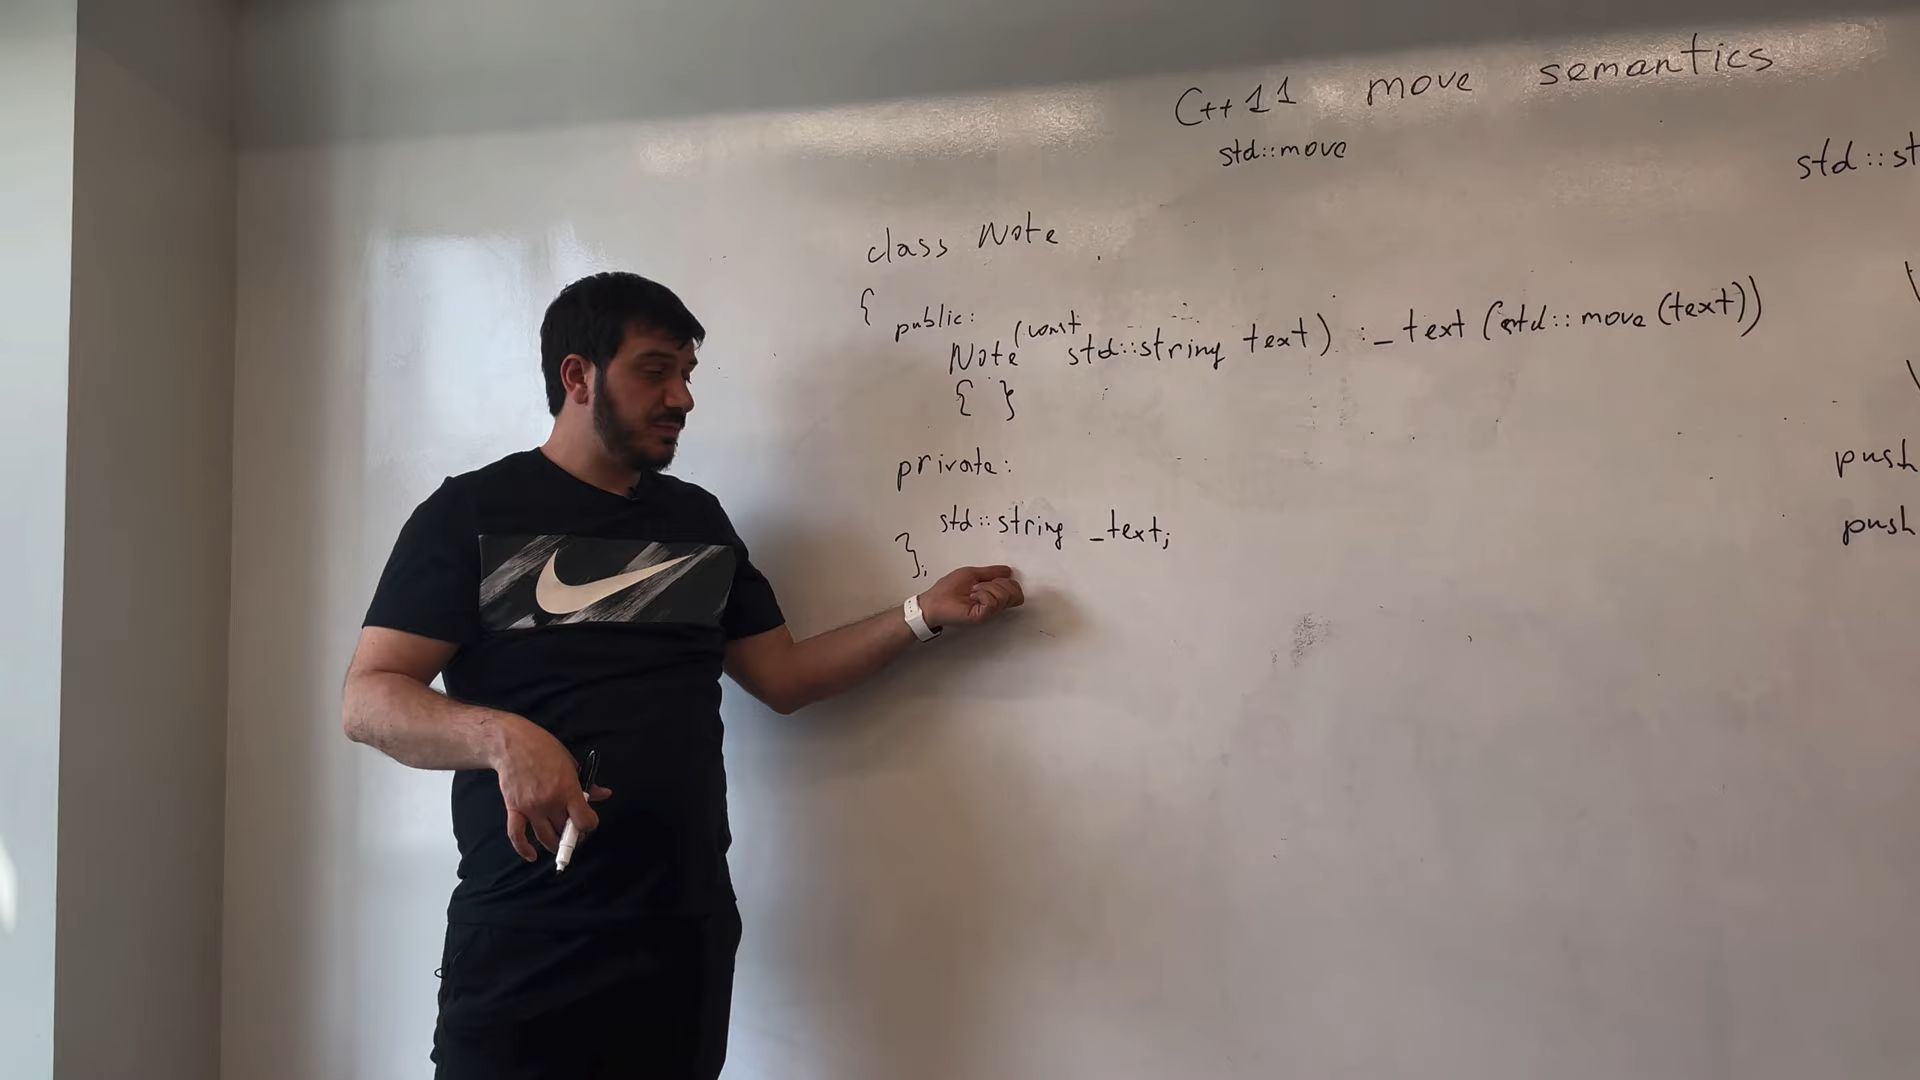 C++11 move semantics
std::move
class Note
{ public:
Note (const std::string text) : _text (std::move (text))
{ }
private:
std::string _text;
};
std::st
push
push